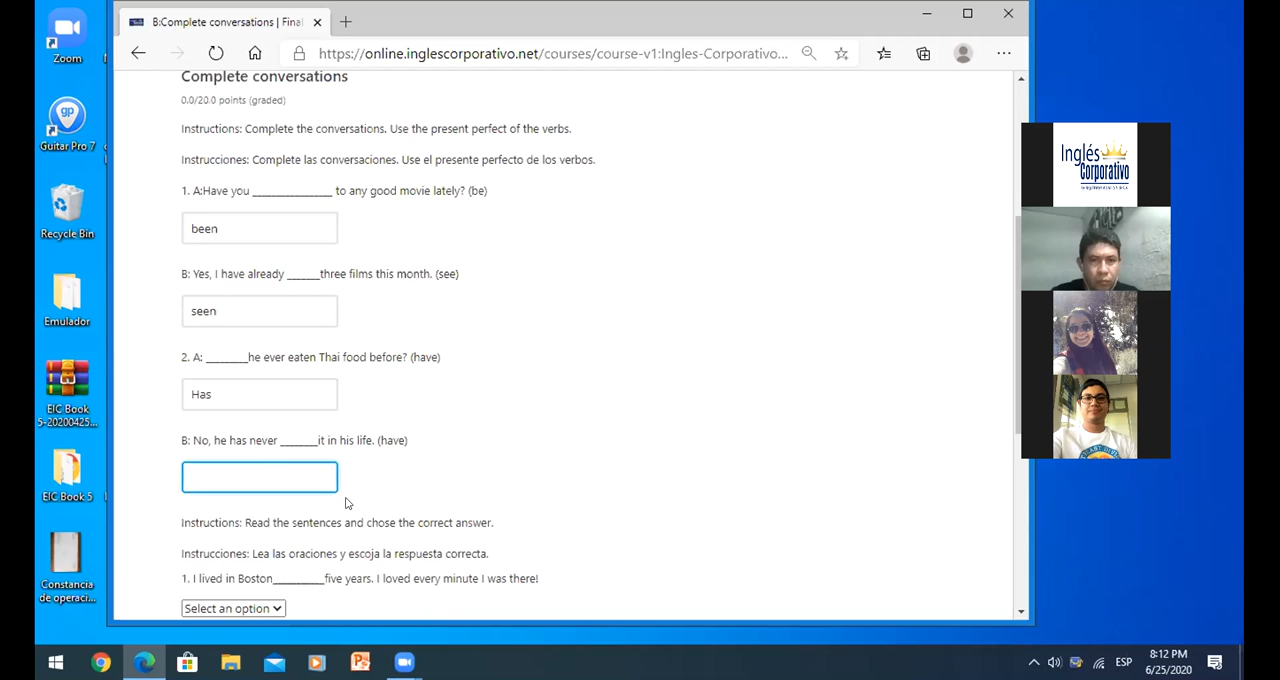 B:Complete conversations | Final
https://online.inglescorporativo.net/courses/course-v1:Ingles-Corporativo...
Zoom
Guitar Pro 7
Recycle Bin
Emulador
EIC Book
5-20200425...
EIC Book 5
Constancia
de operaci...
Complete conversations
0.0/20.0 points (graded)
Instructions: Complete the conversations. Use the present perfect of the verbs.
Instrucciones: Complete las conversaciones. Use el presente perfecto de los verbos.
1. A:Have you ________________ to any good movie lately? (be)
been
B: Yes, I have already ______three films this month. (see)
seen
2. A: ________he ever eaten Thai food before? (have)
Has
B: No, he has never _______it in his life. (have)
Instructions: Read the sentences and chose the correct answer.
Instrucciones: Lea las oraciones y escoja la respuesta correcta.
1. I lived in Boston__________five years. I loved every minute I was there!
Select an option
Inglés
Corporativo
ESP
8:12 PM
6/25/2020